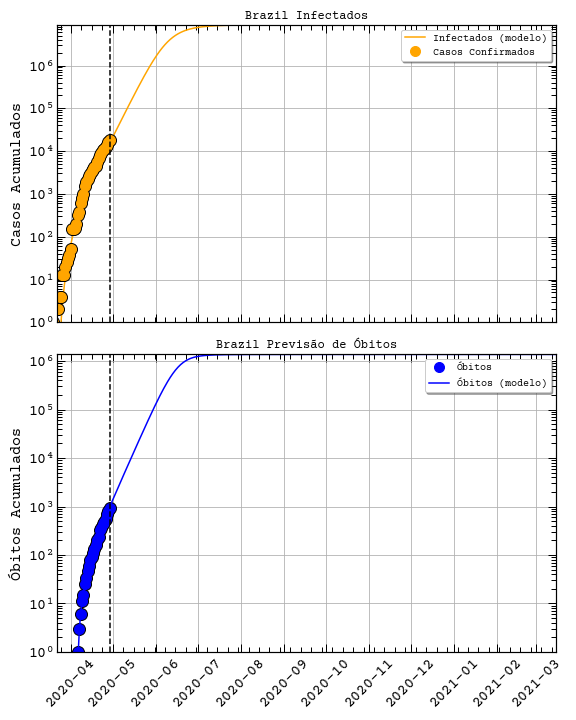 Brazil Infectados
Infectados (modelo)
Casos Confirmados
Casos Acumulados
10⁶
10⁵
10⁴
10³
10²
10¹
10⁰
Brazil Previsão de Óbitos
Óbitos
Óbitos (modelo)
Óbitos Acumulados
10⁶
10⁵
10⁴
10³
10²
10¹
10⁰
2020-04 2020-05 2020-06 2020-07 2020-08 2020-09 2020-10 2020-11 2020-12 2021-01 2021-02 2021-03